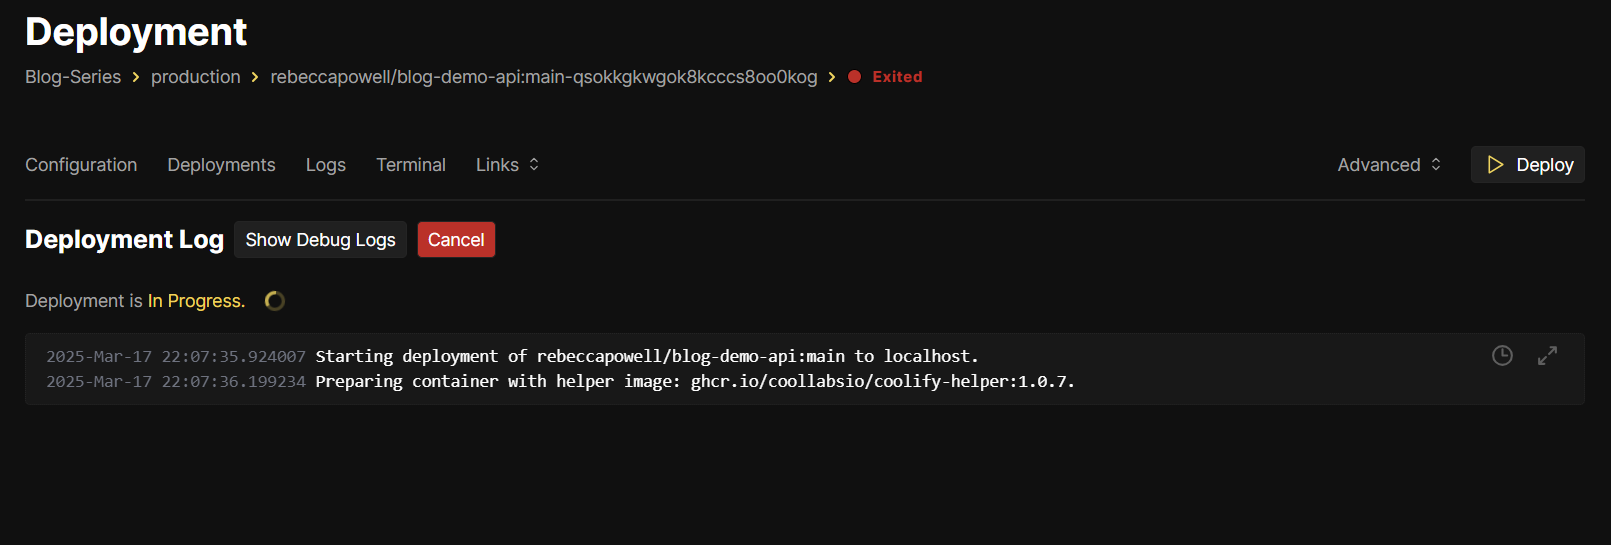 Deployment
Blog-Series > production > rebeccapowell/blog-demo-api:main-qsokkgkwgok8kcccs8oo0kog > Exited
Configuration Deployments Logs Terminal Links Advanced Deploy
Deployment Log Show Debug Logs Cancel
Deployment is In Progress.
2025-Mar-17 22:07:35.924007 Starting deployment of rebeccapowell/blog-demo-api:main to localhost.
2025-Mar-17 22:07:36.199234 Preparing container with helper image: ghcr.io/coollabsio/coolify-helper:1.0.7.